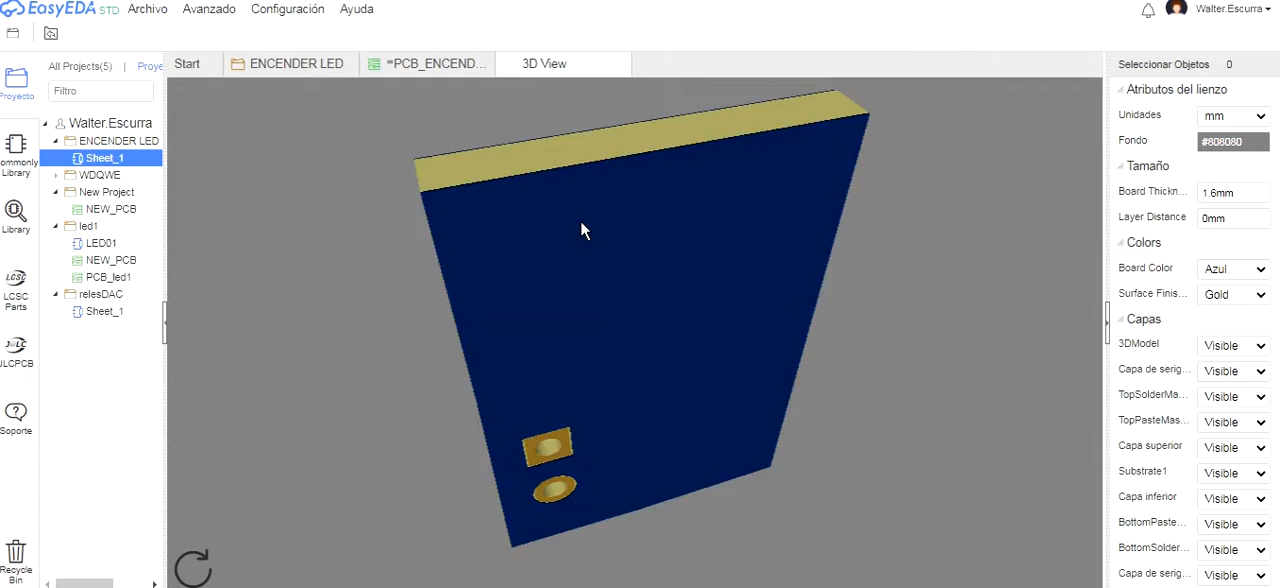 EasyEDA STD Archivo Avanzado Configuración Ayuda Walter.Escurra
All Projects(5) | Proye
Start ENCENDER LED *PCB_ENCEND... 3D View
Seleccionar Objetos 0
Proyecto
Filtro
Walter.Escurra
ENCENDER LED
Sheet_1
WDQWE
New Project
NEW_PCB
led1
LED01
NEW_PCB
PCB_led1
relesDAC
Sheet_1
ommonly
Library
Library
LCSC
LCSC
Parts
JLC
JLCPCB
Soporte
Recycle
Bin
Atributos del lienzo
Unidades mm
Fondo #808080
Tamaño
Board Thickn... 1.6mm
Layer Distance 0mm
Colors
Board Color Azul
Surface Finis... Gold
Capas
3DModel Visible
Capa de serig... Visible
TopSolderMa... Visible
TopPasteMas... Visible
Capa superior Visible
Substrate1 Visible
Capa inferior Visible
BottomPaste... Visible
BottomSolder... Visible
Capa de serig... Visible